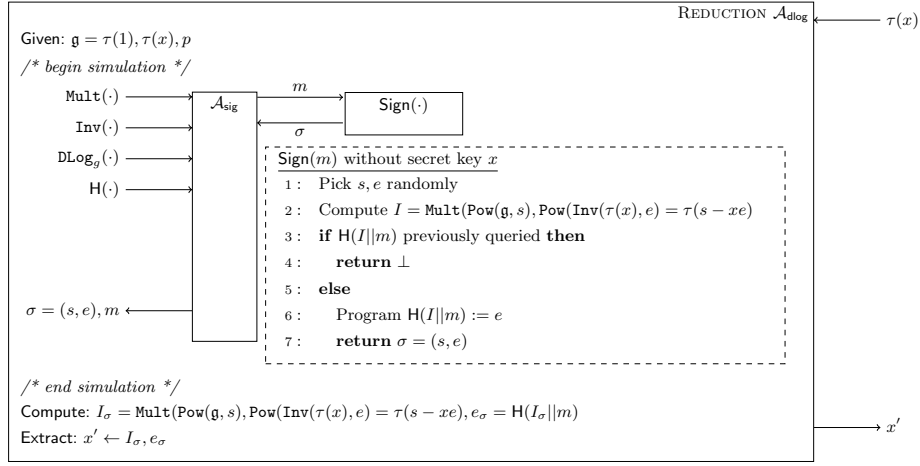 REDUCTION 𝒜_dlog
τ(x)
Given: 𝔤 = τ(1), τ(x), p
/* begin simulation */
Mult(·)
Inv(·)
DLog_g(·)
H(·)
𝒜_sig
m
σ
Sign(·)
Sign(m) without secret key x
1 : Pick s, e randomly
2 : Compute I = Mult(Pow(𝔤, s), Pow(Inv(τ(x), e) = τ(s − xe)
3 : if H(I||m) previously queried then
4 : return ⊥
5 : else
6 : Program H(I||m) := e
7 : return σ = (s, e)
σ = (s, e), m
/* end simulation */
Compute: I_σ = Mult(Pow(𝔤, s), Pow(Inv(τ(x), e) = τ(s − xe), e_σ = H(I_σ||m)
Extract: x′ ← I_σ, e_σ
x′